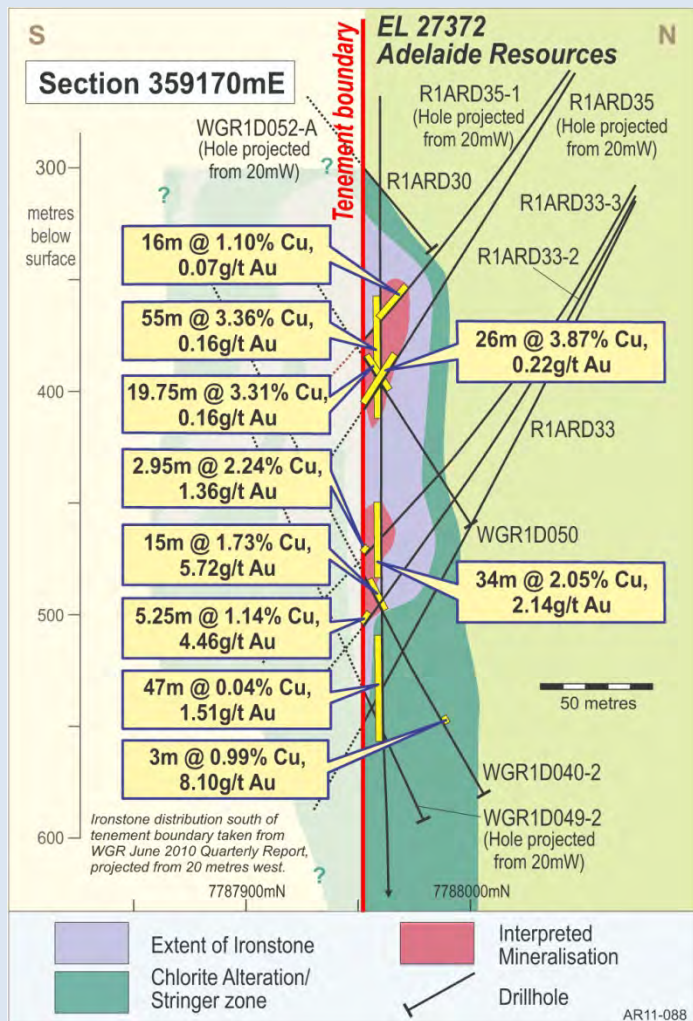 S
EL 27372
Adelaide Resources
N
Section 359170mE
Tenement boundary
R1ARD35-1
(Hole projected
from 20mW)
R1ARD35
(Hole projected
from 20mW)
WGR1D052-A
(Hole projected
from 20mW)
R1ARD30
R1ARD33-3
R1ARD33-2
300
?
?
metres
below
surface
16m @ 1.10% Cu,
0.07g/t Au
55m @ 3.36% Cu,
0.16g/t Au
26m @ 3.87% Cu,
0.22g/t Au
19.75m @ 3.31% Cu,
0.16g/t Au
400
R1ARD33
2.95m @ 2.24% Cu,
1.36g/t Au
WGR1D050
15m @ 1.73% Cu,
5.72g/t Au
34m @ 2.05% Cu,
2.14g/t Au
500
5.25m @ 1.14% Cu,
4.46g/t Au
47m @ 0.04% Cu,
1.51g/t Au
50 metres
3m @ 0.99% Cu,
8.10g/t Au
WGR1D040-2
WGR1D049-2
(Hole projected
from 20mW)
Ironstone distribution south of
tenement boundary taken from
WGR June 2010 Quarterly Report,
projected from 20 metres west.
600
?
7787900mN
7788000mN
Extent of Ironstone
Interpreted
Mineralisation
Chlorite Alteration/
Stringer zone
Drillhole
AR11-088